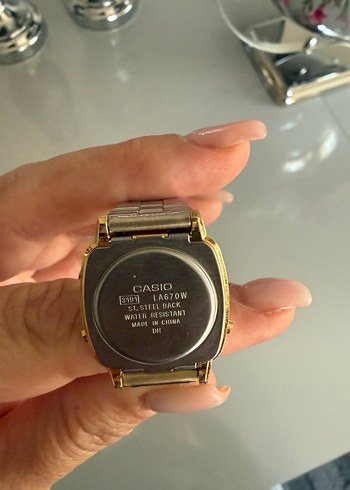 CASIO
3191 LA670W
ST. STEEL BACK
WATER RESISTANT
MADE IN CHINA
DH